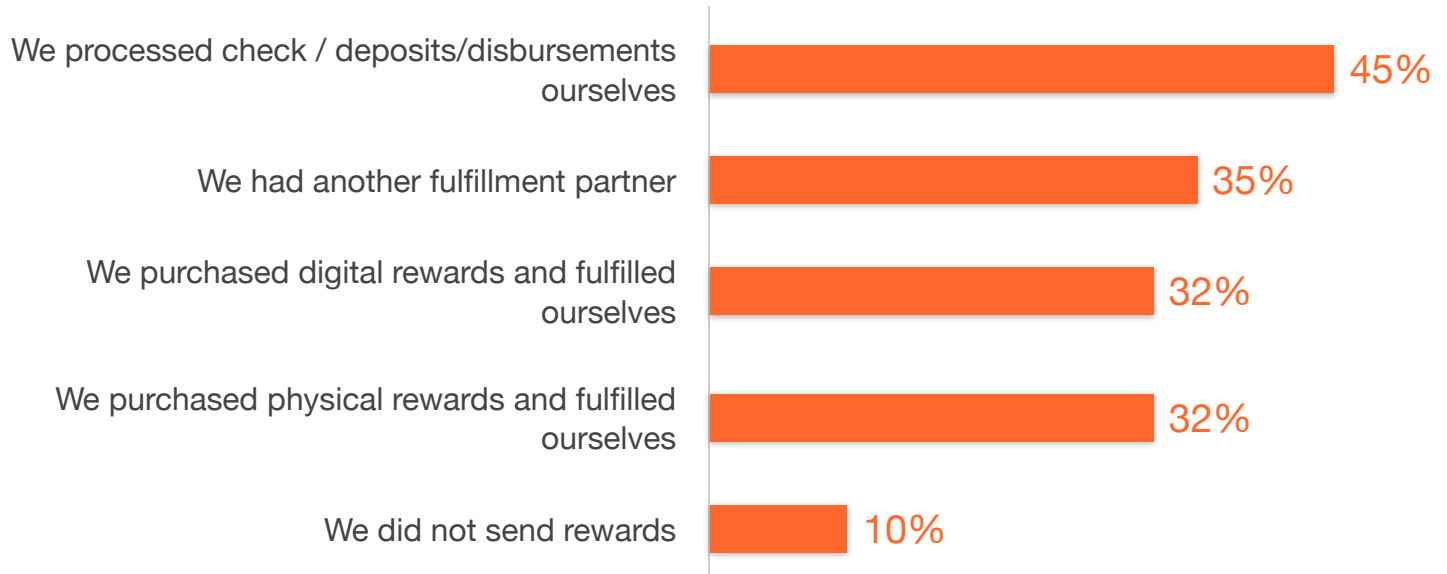 We processed check / deposits/disbursements
ourselves
45%
We had another fulfillment partner
35%
We purchased digital rewards and fulfilled
ourselves
32%
We purchased physical rewards and fulfilled
ourselves
32%
We did not send rewards
10%